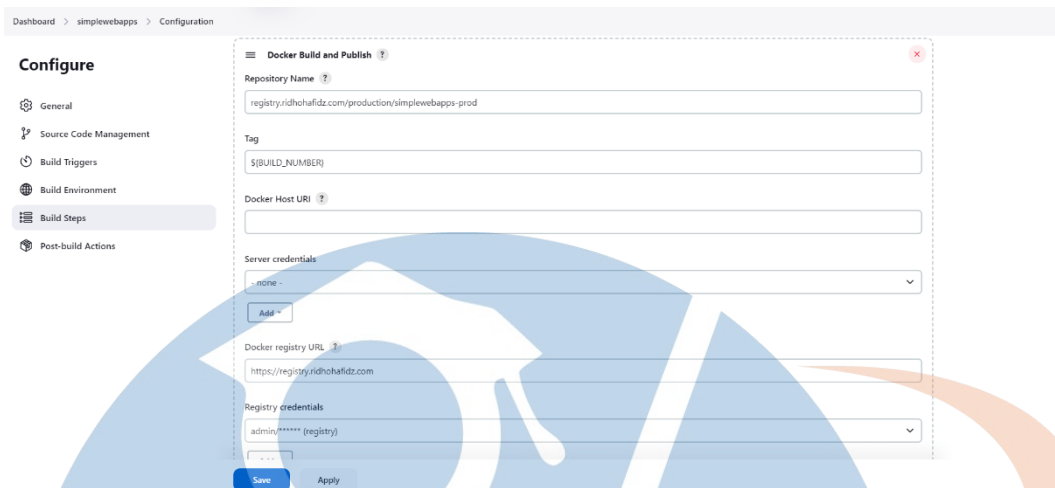 Dashboard > simplewebapps > Configuration
Configure
General
Source Code Management
Build Triggers
Build Environment
Build Steps
Post-build Actions
Docker Build and Publish ?
Repository Name ?
registry.ridhohafidz.com/production/simplewebapps-prod
Tag
${BUILD_NUMBER}
Docker Host URI ?
Server credentials
- none -
Add
Docker registry URL ?
https://registry.ridhohafidz.com
Registry credentials
admin/****** (registry)
Save Apply